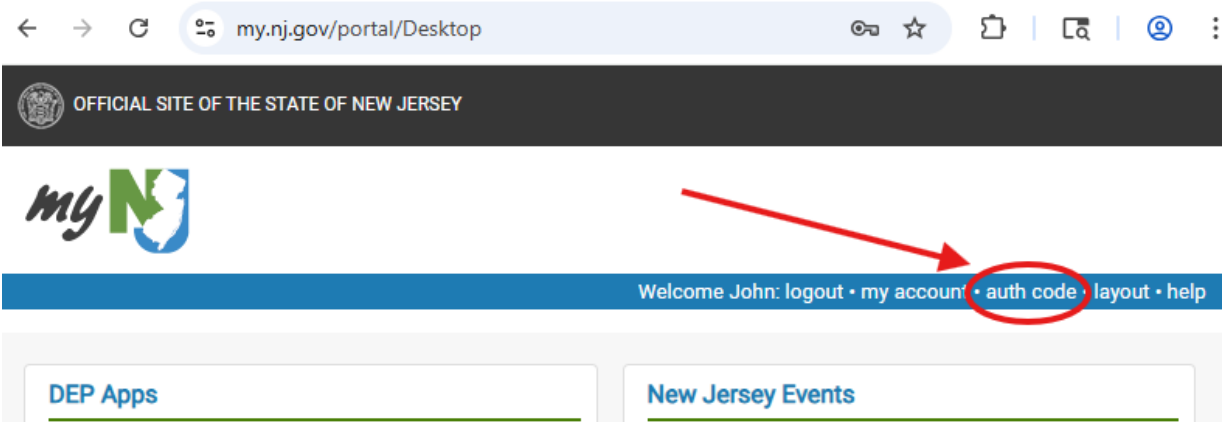 my.nj.gov/portal/Desktop
OFFICIAL SITE OF THE STATE OF NEW JERSEY
my NJ
Welcome John: logout • my account • auth code • layout • help
DEP Apps
New Jersey Events